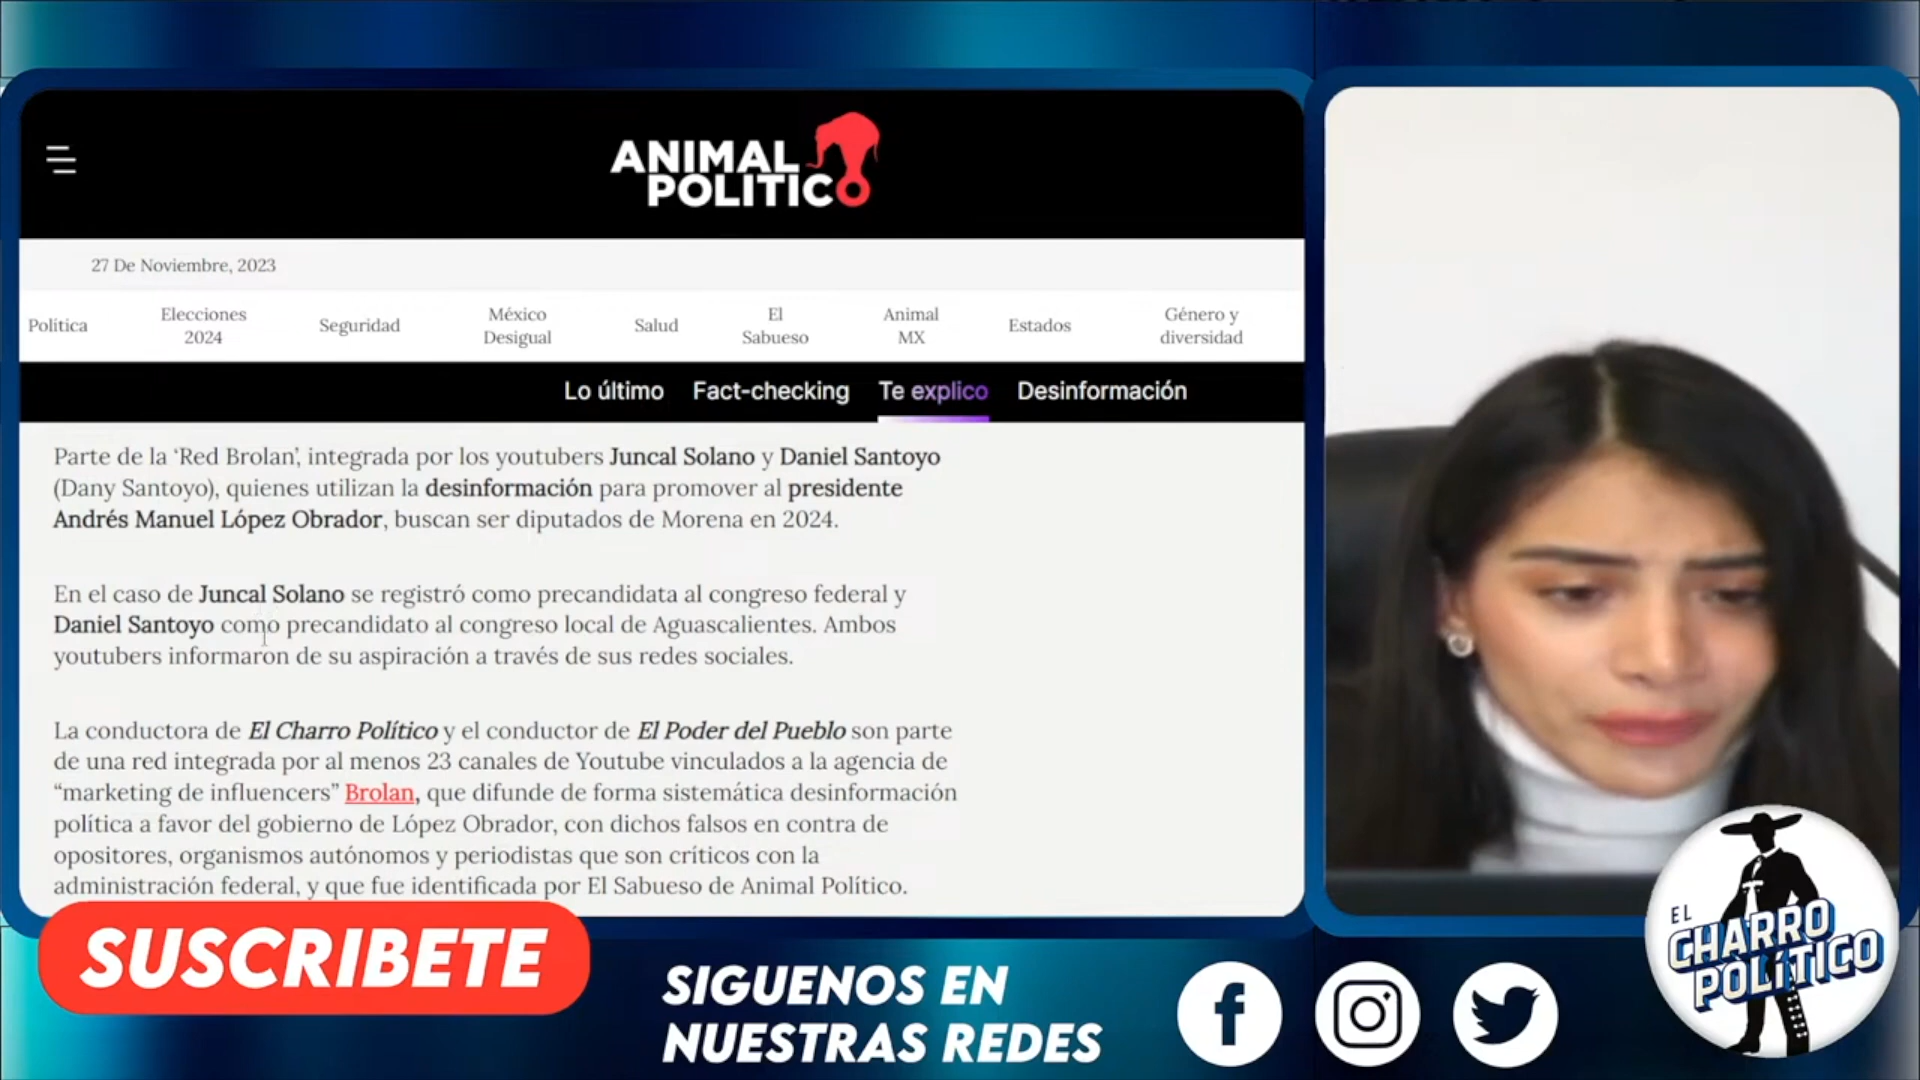 ANIMAL
POLITICO
27 De Noviembre, 2023
Política
Elecciones
2024
Seguridad
México
Desigual
Salud
El
Sabueso
Animal
MX
Estados
Género y
diversidad
Lo último
Fact-checking
Te explico
Desinformación
Parte de la ‘Red Brolan’, integrada por los youtubers Juncal Solano y Daniel Santoyo
(Dany Santoyo), quienes utilizan la desinformación para promover al presidente
Andrés Manuel López Obrador, buscan ser diputados de Morena en 2024.
En el caso de Juncal Solano se registró como precandidata al congreso federal y
Daniel Santoyo como precandidato al congreso local de Aguascalientes. Ambos
youtubers informaron de su aspiración a través de sus redes sociales.
La conductora de El Charro Político y el conductor de El Poder del Pueblo son parte
de una red integrada por al menos 23 canales de Youtube vinculados a la agencia de
“marketing de influencers” Brolan, que difunde de forma sistemática desinformación
política a favor del gobierno de López Obrador, con dichos falsos en contra de
opositores, organismos autónomos y periodistas que son críticos con la
administración federal, y que fue identificada por El Sabueso de Animal Político.
SUSCRIBETE
SIGUENOS EN
NUESTRAS REDES
EL
CHARRO
POLÍTICO